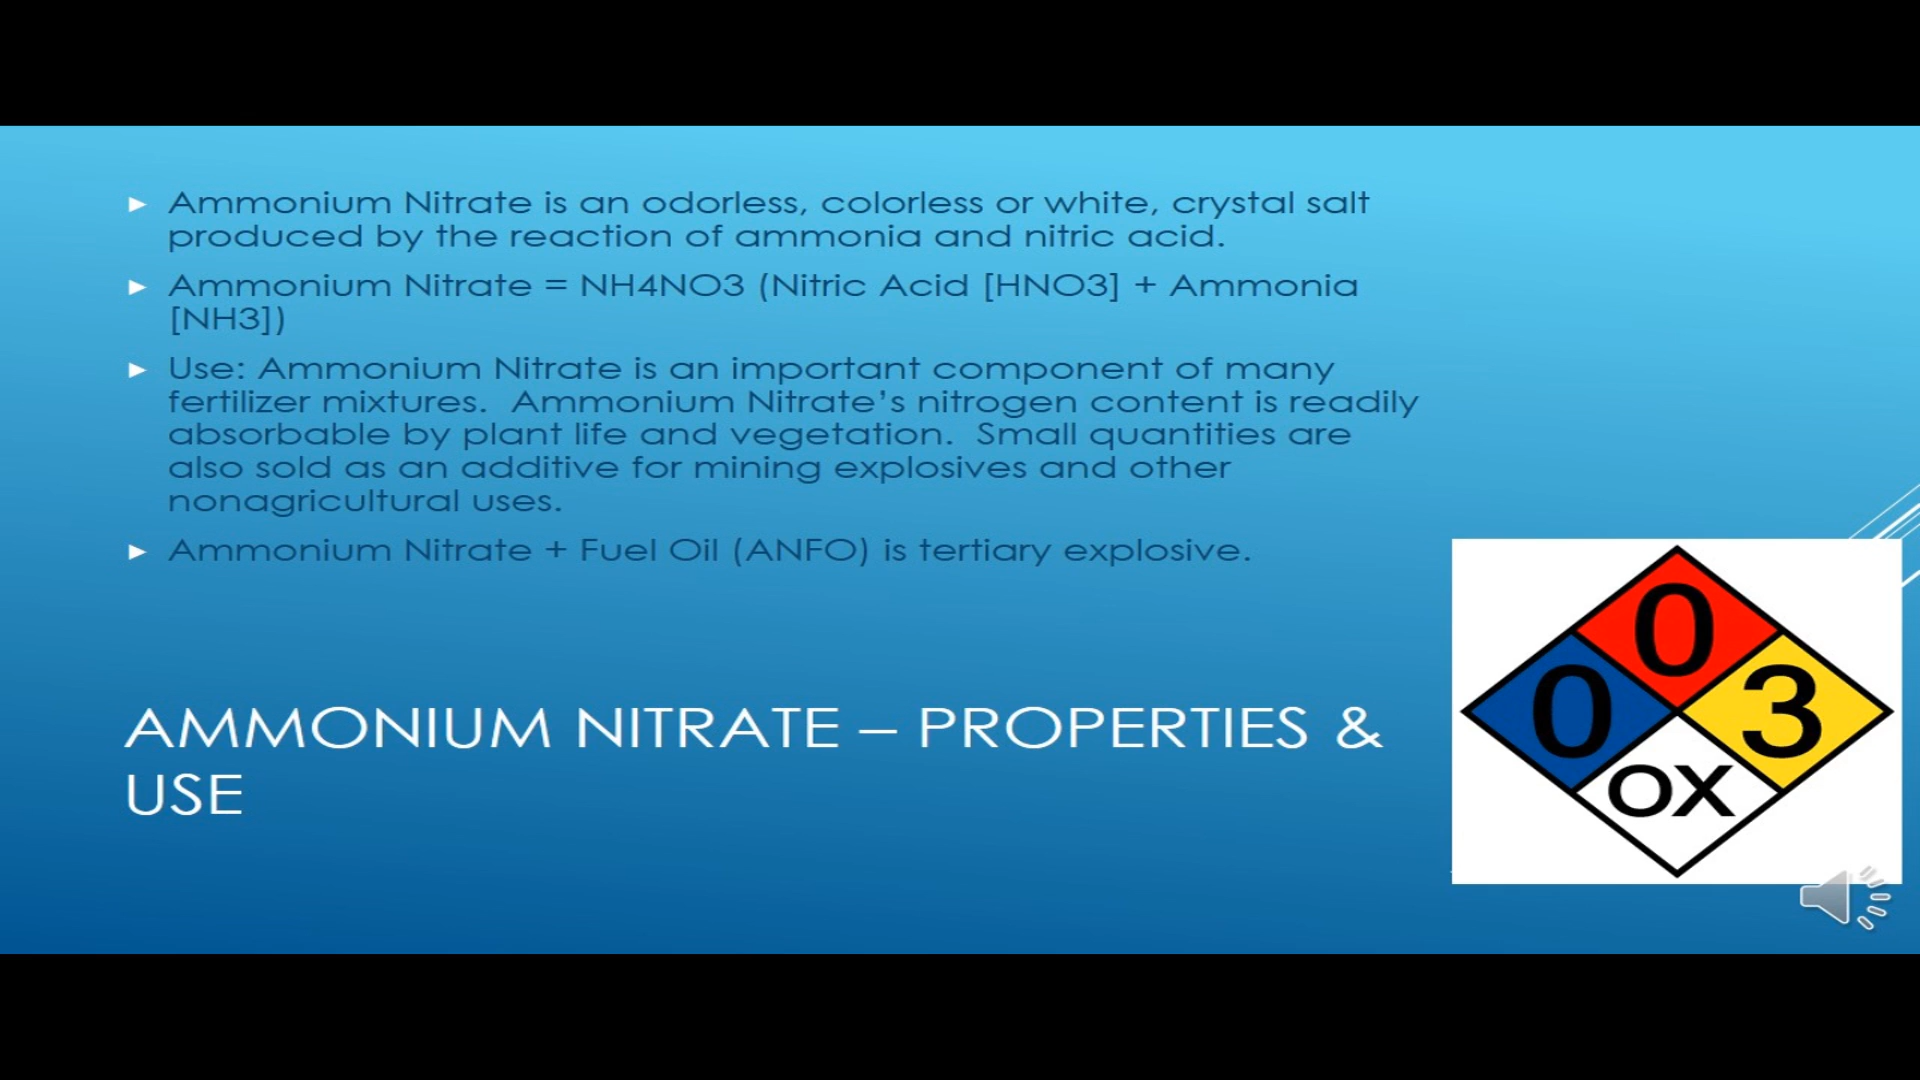 Ammonium Nitrate is an odorless, colorless or white, crystal salt
produced by the reaction of ammonia and nitric acid.
Ammonium Nitrate = NH4NO3 (Nitric Acid [HNO3] + Ammonia
[NH3])
Use: Ammonium Nitrate is an important component of many
fertilizer mixtures.  Ammonium Nitrate’s nitrogen content is readily
absorbable by plant life and vegetation.  Small quantities are
also sold as an additive for mining explosives and other
nonagricultural uses.
Ammonium Nitrate + Fuel Oil (ANFO) is tertiary explosive.
AMMONIUM NITRATE – PROPERTIES &
USE
0
0 3
OX